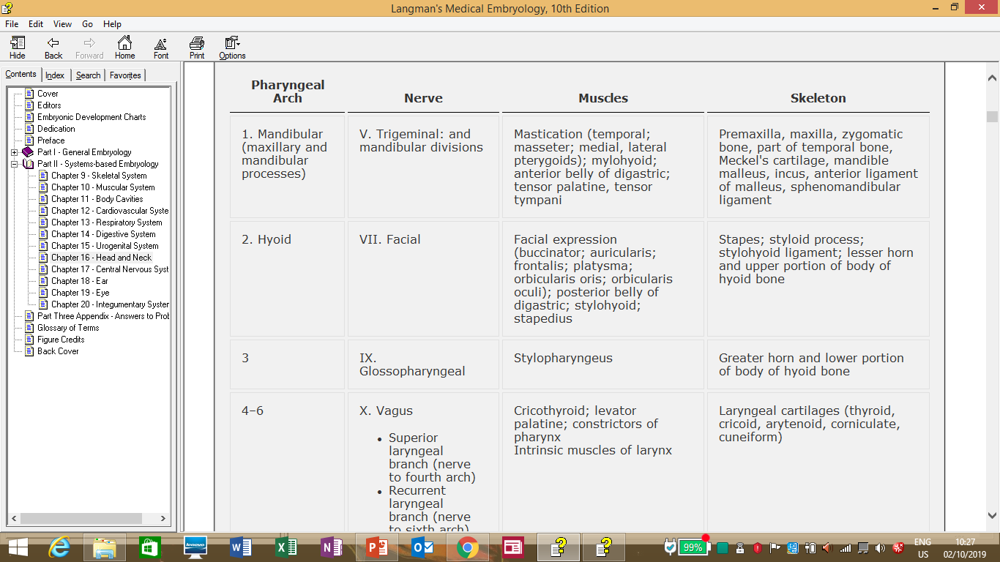 Langman's Medical Embryology, 10th Edition
File Edit View Go Help
Hide Back Forward Home Font Print Options
Contents Index Search Favorites
Cover
Editors
Embryonic Development Charts
Dedication
Preface
Part I - General Embryology
Part II - Systems-based Embryology
Chapter 9 - Skeletal System
Chapter 10 - Muscular System
Chapter 11 - Body Cavities
Chapter 12 - Cardiovascular Syste
Chapter 13 - Respiratory System
Chapter 14 - Digestive System
Chapter 15 - Urogenital System
Chapter 16 - Head and Neck
Chapter 17 - Central Nervous Syst
Chapter 18 - Ear
Chapter 19 - Eye
Chapter 20 - Integumentary System
Part Three Appendix - Answers to Prob
Glossary of Terms
Figure Credits
Back Cover
Pharyngeal
Arch
Nerve
Muscles
Skeleton
1. Mandibular
(maxillary and
mandibular
processes)
V. Trigeminal: and
mandibular divisions
Mastication (temporal;
masseter; medial, lateral
pterygoids); mylohyoid;
anterior belly of digastric;
tensor palatine, tensor
tympani
Premaxilla, maxilla, zygomatic
bone, part of temporal bone,
Meckel's cartilage, mandible
malleus, incus, anterior ligament
of malleus, sphenomandibular
ligament
2. Hyoid
VII. Facial
Facial expression
(buccinator; auricularis;
frontalis; platysma;
orbicularis oris; orbicularis
oculi); posterior belly of
digastric; stylohyoid;
stapedius
Stapes; styloid process;
stylohyoid ligament; lesser horn
and upper portion of body of
hyoid bone
3
IX.
Glossopharyngeal
Stylopharyngeus
Greater horn and lower portion
of body of hyoid bone
4–6
X. Vagus
• Superior
laryngeal
branch (nerve
to fourth arch)
• Recurrent
laryngeal
branch (nerve
to sixth arch)
Cricothyroid; levator
palatine; constrictors of
pharynx
Intrinsic muscles of larynx
Laryngeal cartilages (thyroid,
cricoid, arytenoid, corniculate,
cuneiform)
lenovo
99%
ENG
US
10:27
02/10/2019